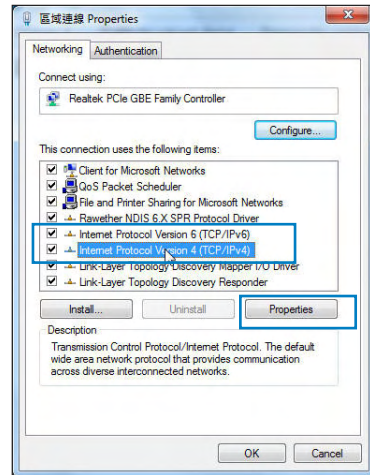 區域連線 Properties
Networking Authentication
Connect using:
Realtek PCIe GBE Family Controller
Configure...
This connection uses the following items:
Client for Microsoft Networks
QoS Packet Scheduler
File and Printer Sharing for Microsoft Networks
Rawether NDIS 6.X SPR Protocol Driver
Internet Protocol Version 6 (TCP/IPv6)
Internet Protocol Version 4 (TCP/IPv4)
Link-Layer Topology Discovery Mapper I/O Driver
Link-Layer Topology Discovery Responder
Install... Uninstall Properties
Description
Transmission Control Protocol/Internet Protocol. The default
wide area network protocol that provides communication
across diverse interconnected networks.
OK Cancel